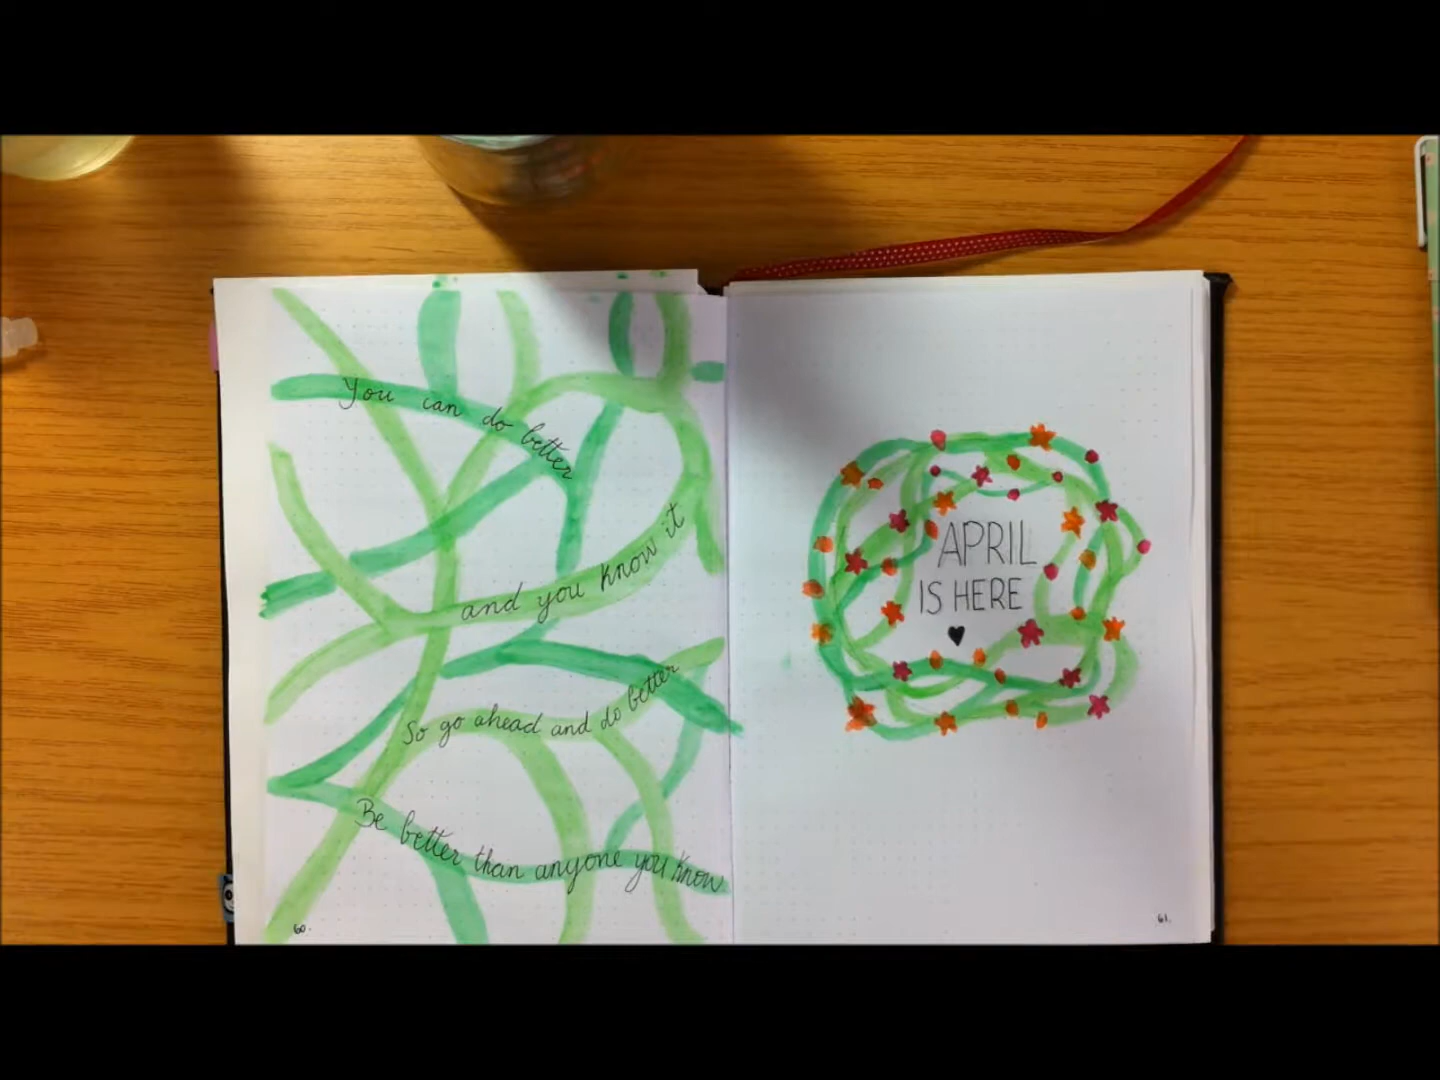 You can do better
and you know it
So go ahead and do better
Be better than anyone you know
60.
APRIL
IS HERE
61.